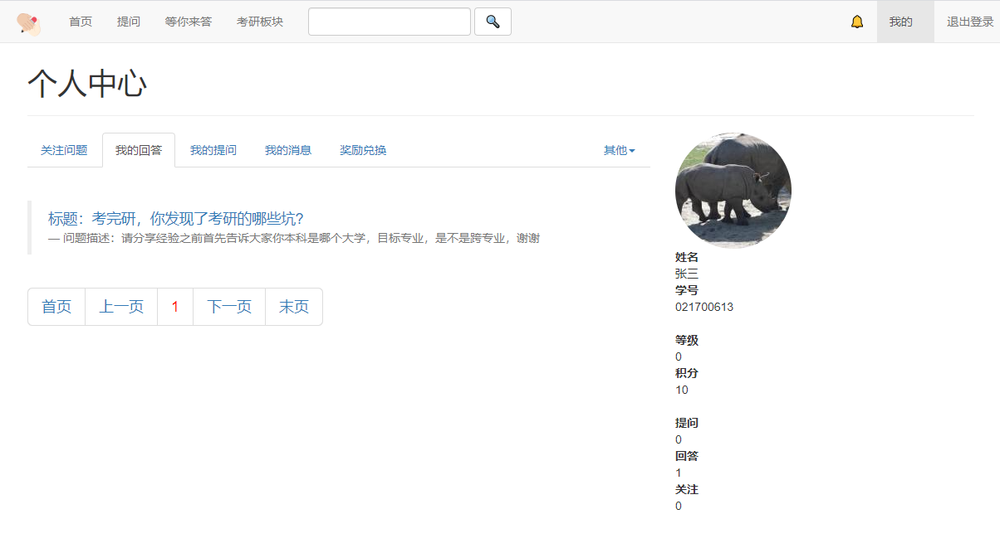 首页 提问 等你来答 考研板块 我的 退出登录
个人中心
关注问题 我的回答 我的提问 我的消息 奖励兑换 其他
标题：考完研，你发现了考研的哪些坑?
— 问题描述：请分享经验之前首先告诉大家你本科是哪个大学，目标专业，是不是跨专业，谢谢
首页 上一页 1 下一页 末页
姓名
张三
学号
021700613
等级
0
积分
10
提问
0
回答
1
关注
0